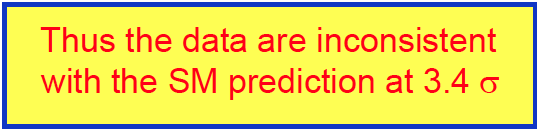 Thus the data are inconsistent
with the SM prediction at 3.4 σ